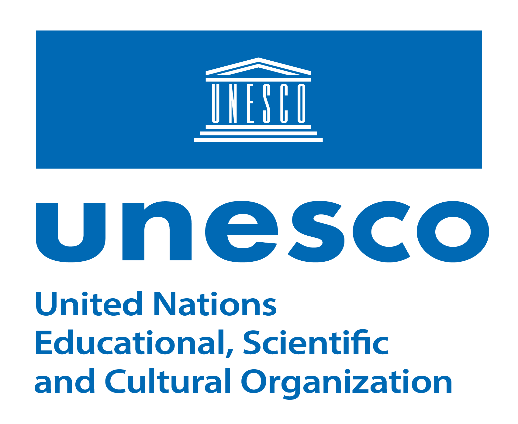 UNESCO
unesco
United Nations
Educational, Scientific
and Cultural Organization